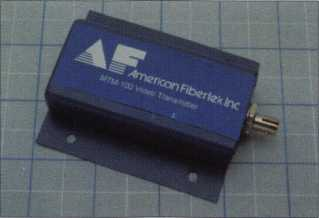 AF
American Fibertek Inc
MTM-100 Video Transmitter